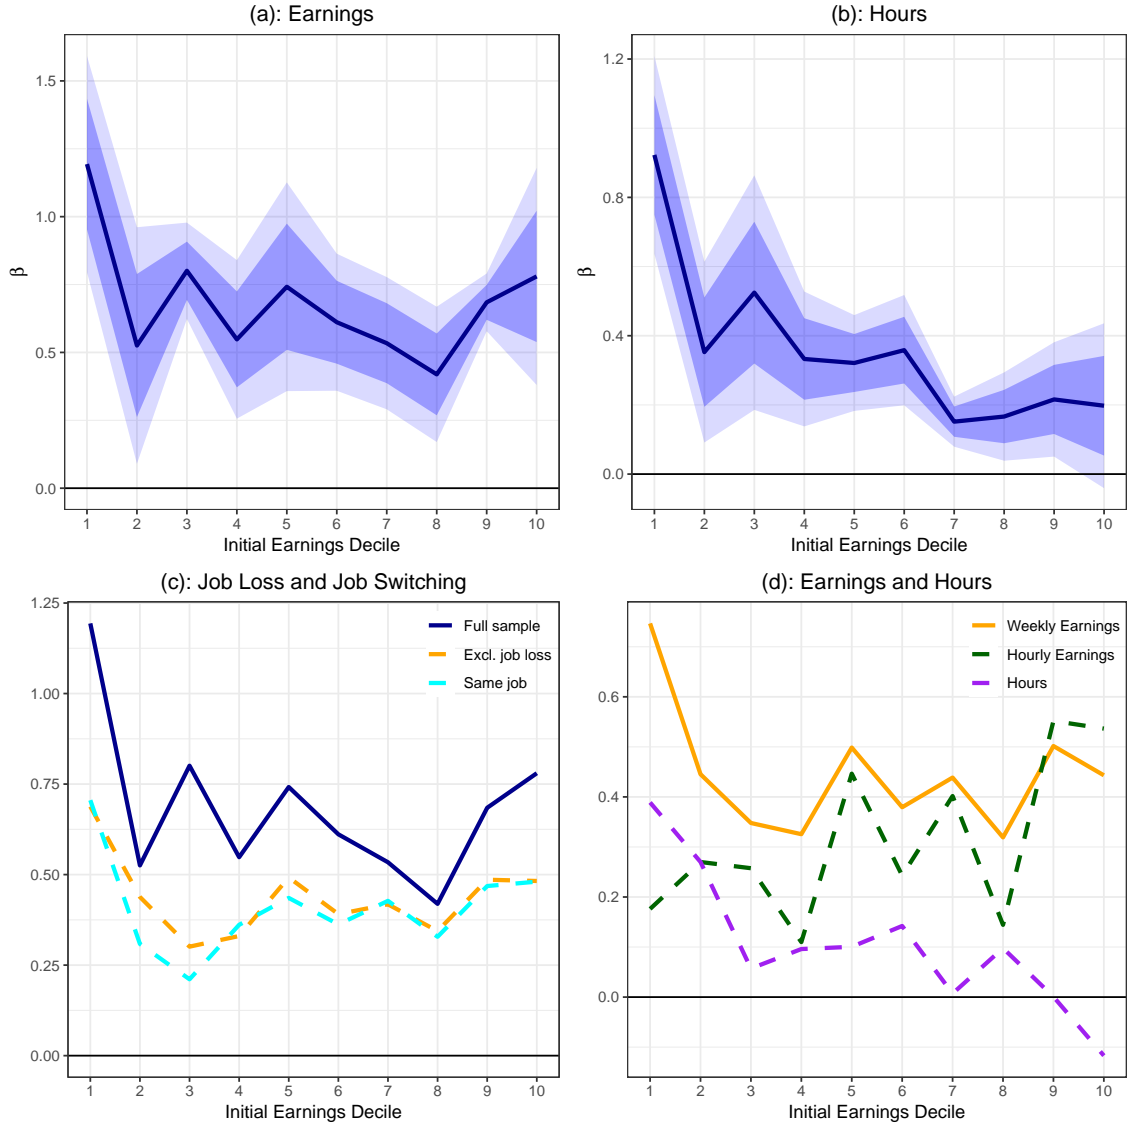 (a): Earnings
β
1.5
1.0
0.5
0.0
1 2 3 4 5 6 7 8 9 10
Initial Earnings Decile
(b): Hours
β
1.2
0.8
0.4
0.0
1 2 3 4 5 6 7 8 9 10
Initial Earnings Decile
(c): Job Loss and Job Switching
1.25
1.00
0.75
0.50
0.25
0.00
Full sample
Excl. job loss
Same job
1 2 3 4 5 6 7 8 9 10
Initial Earnings Decile
(d): Earnings and Hours
0.6
0.4
0.2
0.0
Weekly Earnings
Hourly Earnings
Hours
1 2 3 4 5 6 7 8 9 10
Initial Earnings Decile